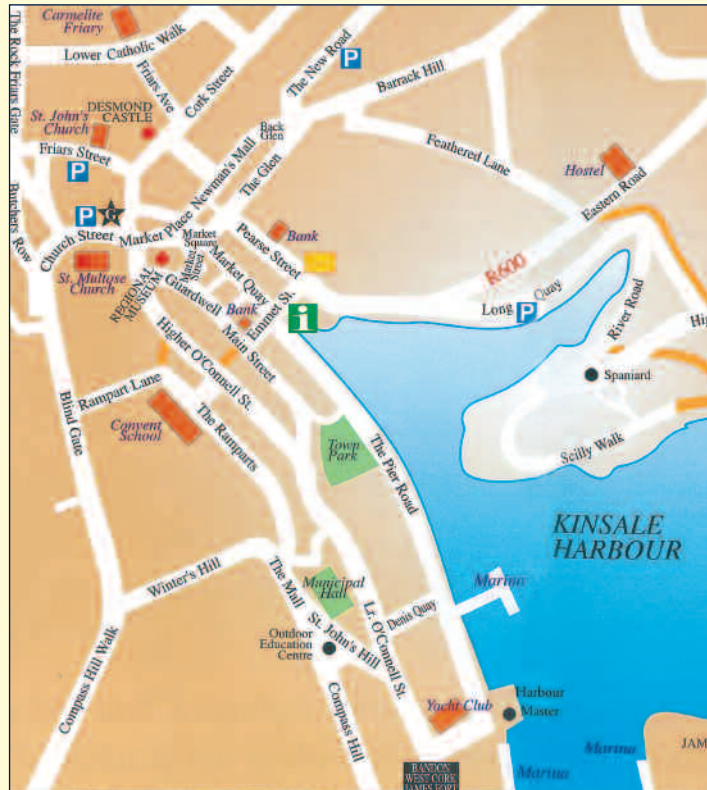 Carmelite
Friary
Lower Catholic Walk
The Rock
Friars Gate
Friars Ave
Cork Street
The New Road
P
Barrack Hill
St. John's
Church
DESMOND
CASTLE
Back
Glen
The Glen
Newman's Mall
Feathered Lane
Hostel
Eastern Road
Friars Street
P
P
G
Butchers Row
Church Street
Market Place
Market
Square
Market
Street
Market Quay
Pearse Street
Bank
St. Multose
Church
REGIONAL
MUSEUM
Guardwell
Bank
Emmet St.
i
R600
Long
Quay
P
River Road
Main Street
Higher O'Connell St.
Spaniard
Rampart Lane
Convent
School
The Ramparts
Blind Gate
Town
Park
The Pier Road
Scilly Walk
KINSALE
HARBOUR
Winter's Hill
The Mall
Municipal
Hall
Marina
Denis Quay
St. John's Hill
Lr. O'Connell St.
Outdoor
Education
Centre
Compass Hill Walk
Compass Hill
Yacht Club
Harbour
Master
Marina
Marina
JAM
BANDON
WEST CORK
JAMES FORT